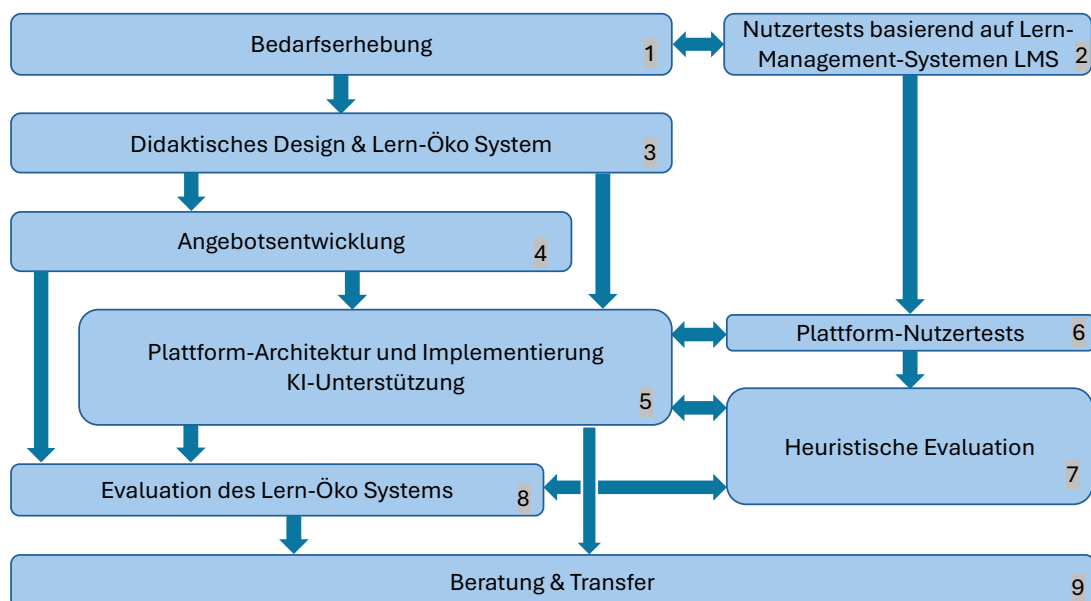 Bedarfserhebung
1
Nutzertests basierend auf Lern-
Management-Systemen LMS
2
Didaktisches Design & Lern-Öko System
3
Angebotsentwicklung
4
Plattform-Architektur und Implementierung
KI-Unterstützung
5
Plattform-Nutzertests
6
Heuristische Evaluation
7
Evaluation des Lern-Öko Systems
8
Beratung & Transfer
9